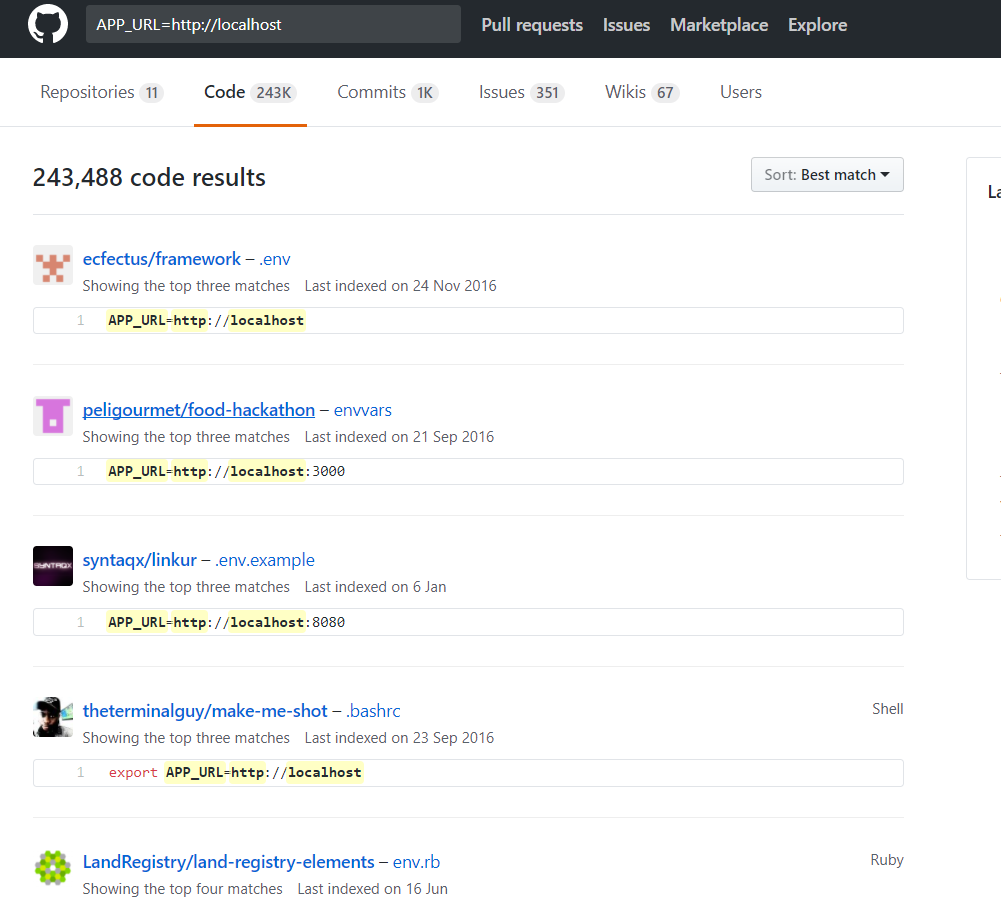 APP_URL=http://localhost Pull requests Issues Marketplace Explore
Repositories 11 Code 243K Commits 1K Issues 351 Wikis 67 Users
243,488 code results Sort: Best match
La
ecfectus/framework – .env
Showing the top three matches Last indexed on 24 Nov 2016
1 APP_URL=http://localhost
peligourmet/food-hackathon – envvars
Showing the top three matches Last indexed on 21 Sep 2016
1 APP_URL=http://localhost:3000
SYNTAQX
syntaqx/linkur – .env.example
Showing the top three matches Last indexed on 6 Jan
1 APP_URL=http://localhost:8080
theterminalguy/make-me-shot – .bashrc Shell
Showing the top three matches Last indexed on 23 Sep 2016
1 export APP_URL=http://localhost
LandRegistry/land-registry-elements – env.rb Ruby
Showing the top four matches Last indexed on 16 Jun